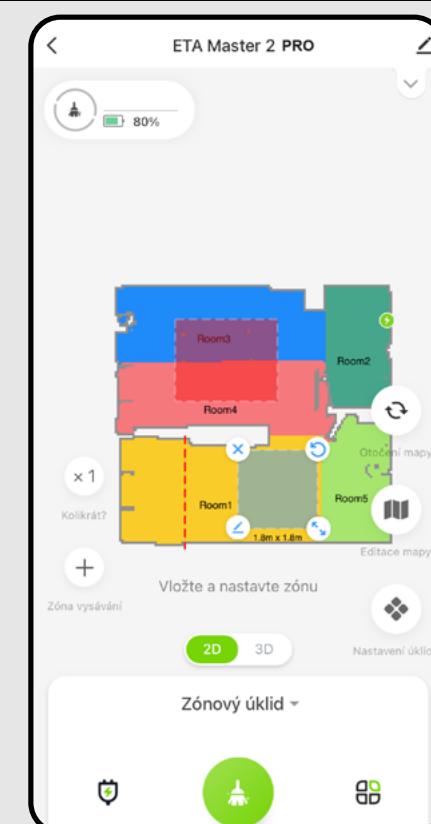 ETA Master 2 PRO
80%
Room3
Room2
Room4
Otočení mapy
× 1
Room1
Room5
Kolikrát?
1.8m x 1.8m
Editace mapy
Vložte a nastavte zónu
Zóna vysávání
2D 3D
Nastavení úklid
Zónový úklid